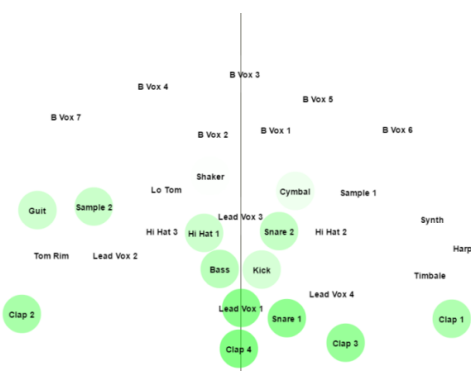 B Vox 3
B Vox 4
B Vox 5
B Vox 7
B Vox 2
B Vox 1
B Vox 6
Shaker
Lo Tom
Cymbal
Sample 1
Guit
Sample 2
Lead Vox 3
Synth
Hi Hat 3
Hi Hat 1
Snare 2
Hi Hat 2
Harp
Tom Rim
Lead Vox 2
Bass
Kick
Timbale
Lead Vox 4
Lead Vox 1
Clap 2
Snare 1
Clap 1
Clap 3
Clap 4